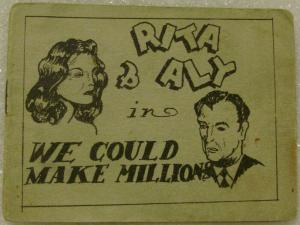 RITA
& ALY
in
WE COULD
MAKE MILLIONS